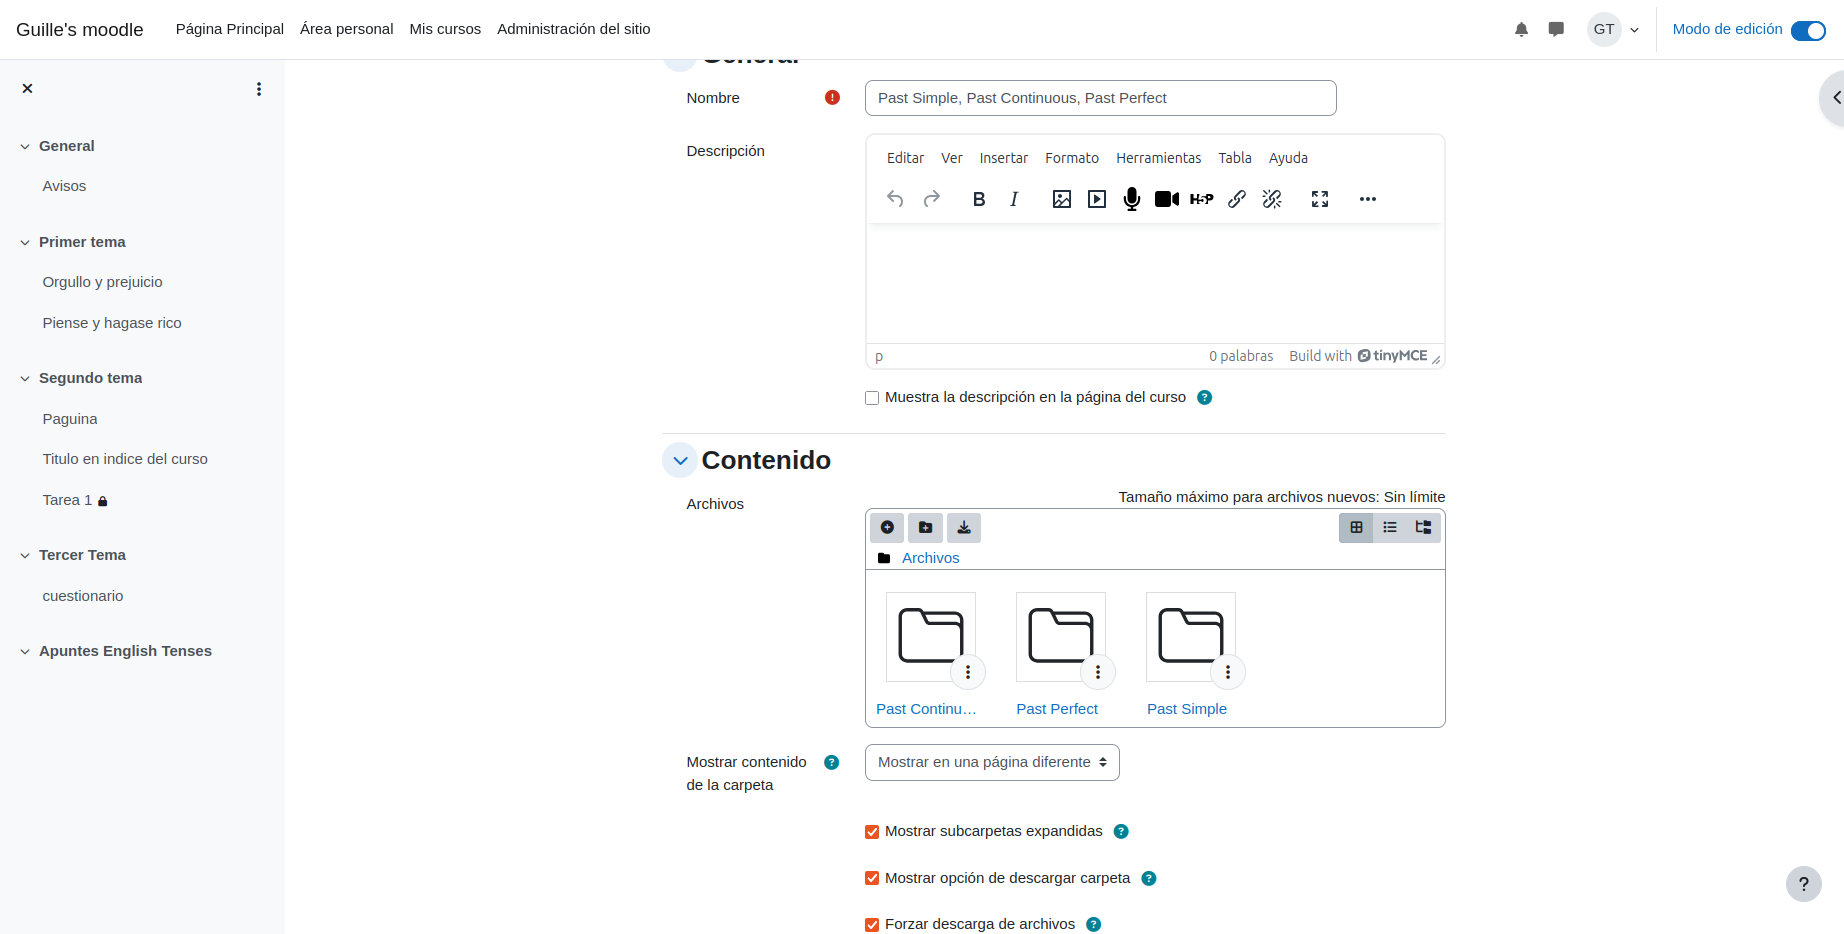 Guille's moodle
Página Principal
Área personal
Mis cursos
Administración del sitio
GT
Modo de edición
General
Avisos
Primer tema
Orgullo y prejuicio
Piense y hagase rico
Segundo tema
Paguina
Titulo en indice del curso
Tarea 1
Tercer Tema
cuestionario
Apuntes English Tenses
General
Nombre
Past Simple, Past Continuous, Past Perfect
Descripción
Editar Ver Insertar Formato Herramientas Tabla Ayuda
B I H5P
p
0 palabras
Build with tinyMCE
Muestra la descripción en la página del curso
Contenido
Archivos
Tamaño máximo para archivos nuevos: Sin límite
Archivos
Past Continu…
Past Perfect
Past Simple
Mostrar contenido
de la carpeta
Mostrar en una página diferente
Mostrar subcarpetas expandidas
Mostrar opción de descargar carpeta
Forzar descarga de archivos
?